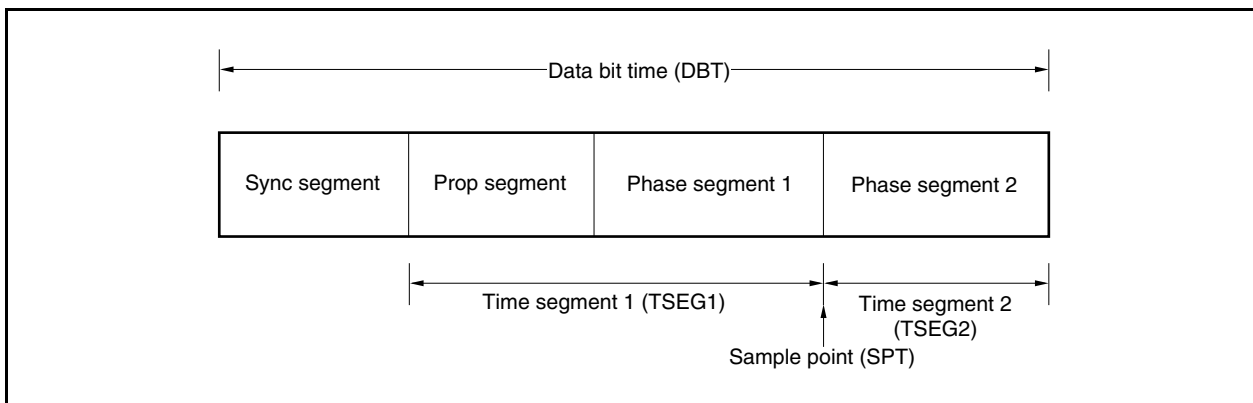 Data bit time (DBT)
Sync segment
Prop segment
Phase segment 1
Phase segment 2
Time segment 1 (TSEG1)
Time segment 2
(TSEG2)
Sample point (SPT)